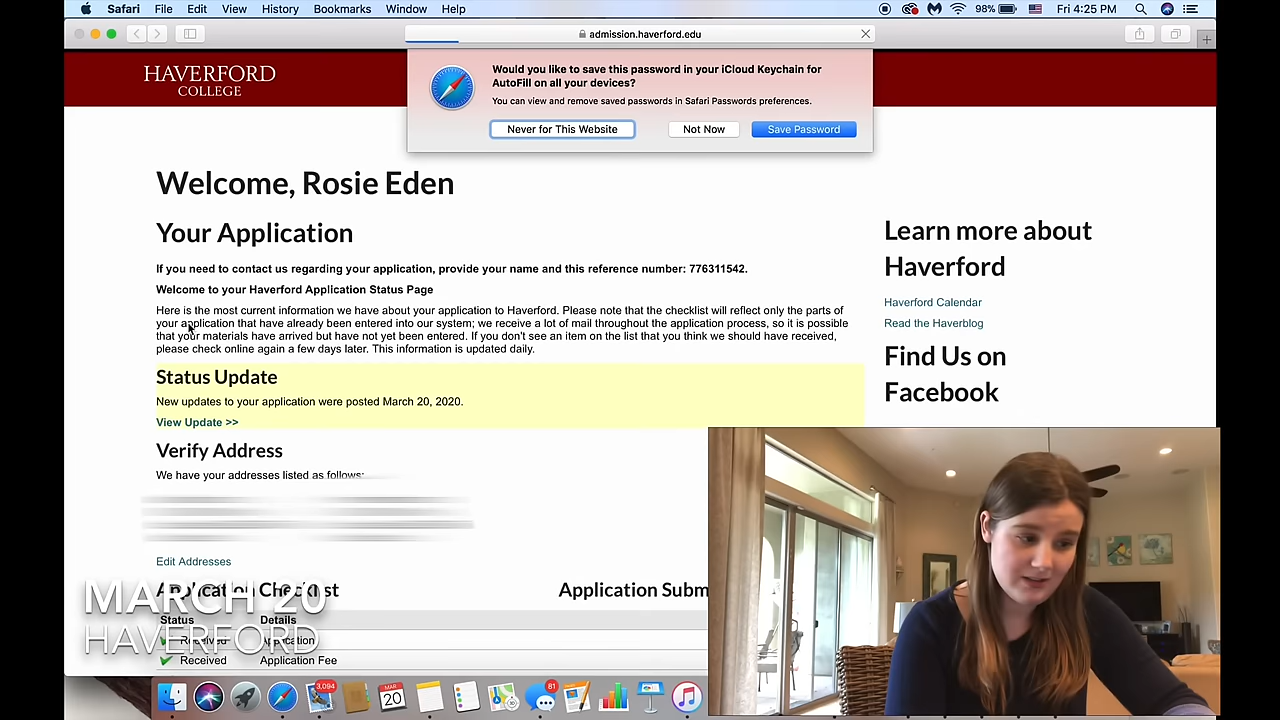 Safari File Edit View History Bookmarks Window Help 98% Fri 4:25 PM
admission.haverford.edu
HAVERFORD
COLLEGE
Would you like to save this password in your iCloud Keychain for
AutoFill on all your devices?
You can view and remove saved passwords in Safari Passwords preferences.
Never for This Website Not Now Save Password
Welcome, Rosie Eden
Your Application
If you need to contact us regarding your application, provide your name and this reference number: 776311542.
Welcome to your Haverford Application Status Page
Here is the most current information we have about your application to Haverford. Please note that the checklist will reflect only the parts of
your application that have already been entered into our system; we receive a lot of mail throughout the application process, so it is possible
that your materials have arrived but have not yet been entered. If you don't see an item on the list that you think we should have received,
please check online again a few days later. This information is updated daily.
Status Update
New updates to your application were posted March 20, 2020.
View Update >>
Verify Address
We have your addresses listed as follows:
Edit Addresses
Learn more about
Haverford
Haverford Calendar
Read the Haverblog
Find Us on
Facebook
Application Checklist
Application Subm
Status Details
Received Application
Received Application Fee
MARCH 20
HAVERFORD
3,094
MAR
20
81